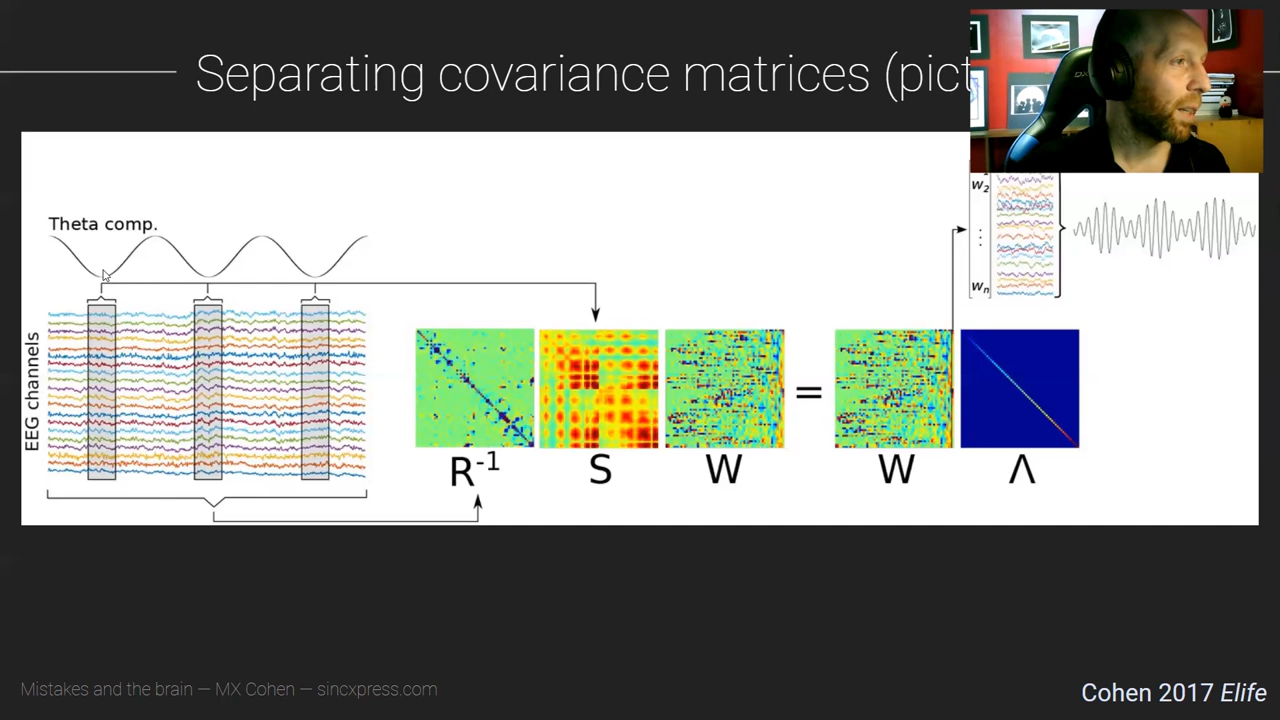 Separating covariance matrices (pict
w2
Theta comp.
⋮
wn
EEG channels
=
R-1 S W W Λ
Mistakes and the brain — MX Cohen — sincxpress.com
Cohen 2017 Elife